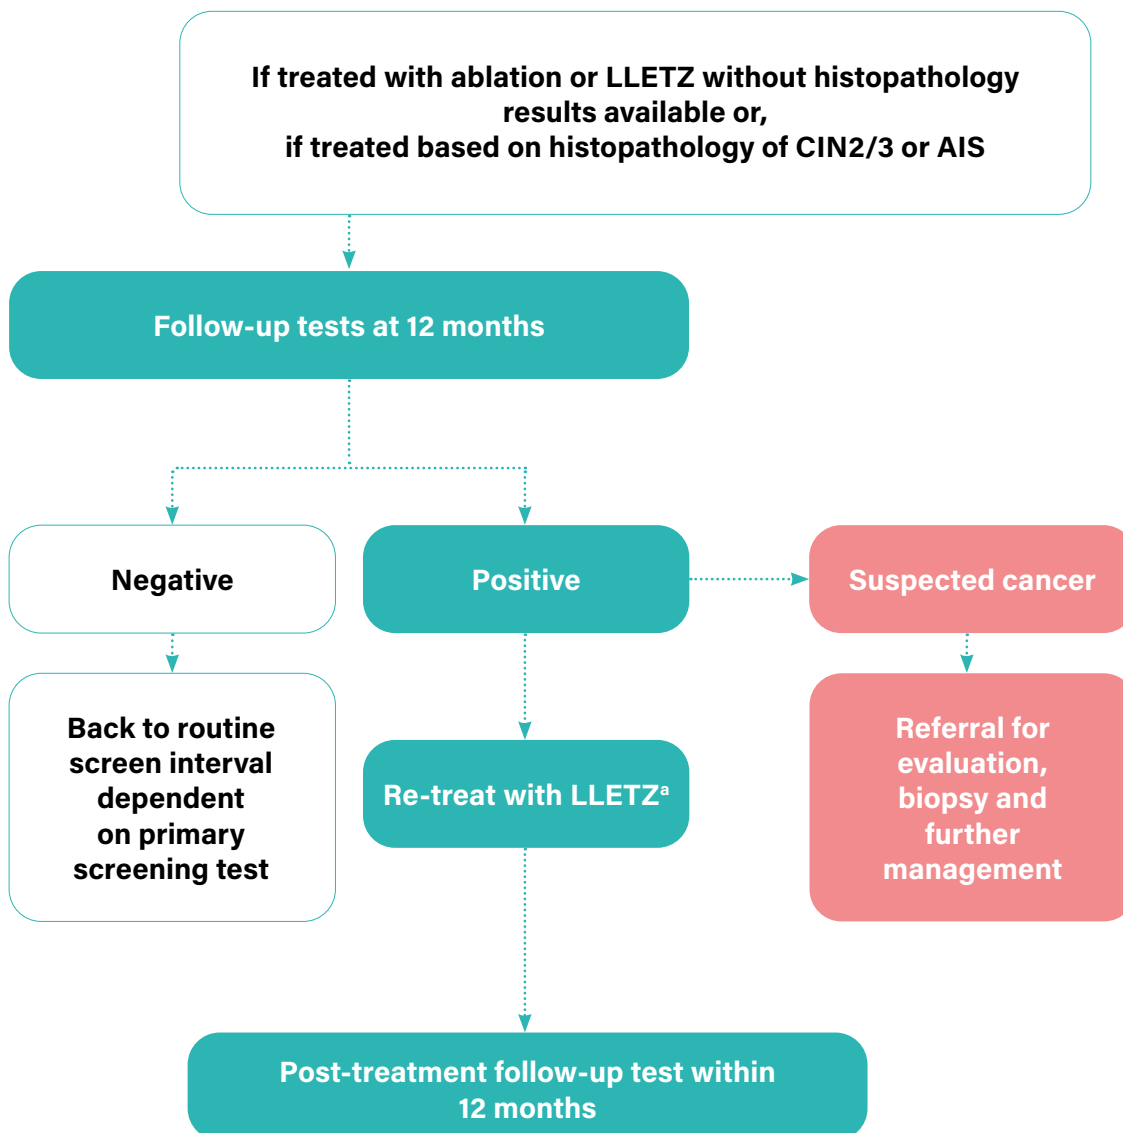 If treated with ablation or LLETZ without histopathology
results available or,
if treated based on histopathology of CIN2/3 or AIS
Follow-up tests at 12 months
Negative
Positive
Suspected cancer
Back to routine
screen interval
dependent
on primary
screening test
Re-treat with LLETZᵃ
Referral for
evaluation,
biopsy and
further
management
Post-treatment follow-up test within
12 months